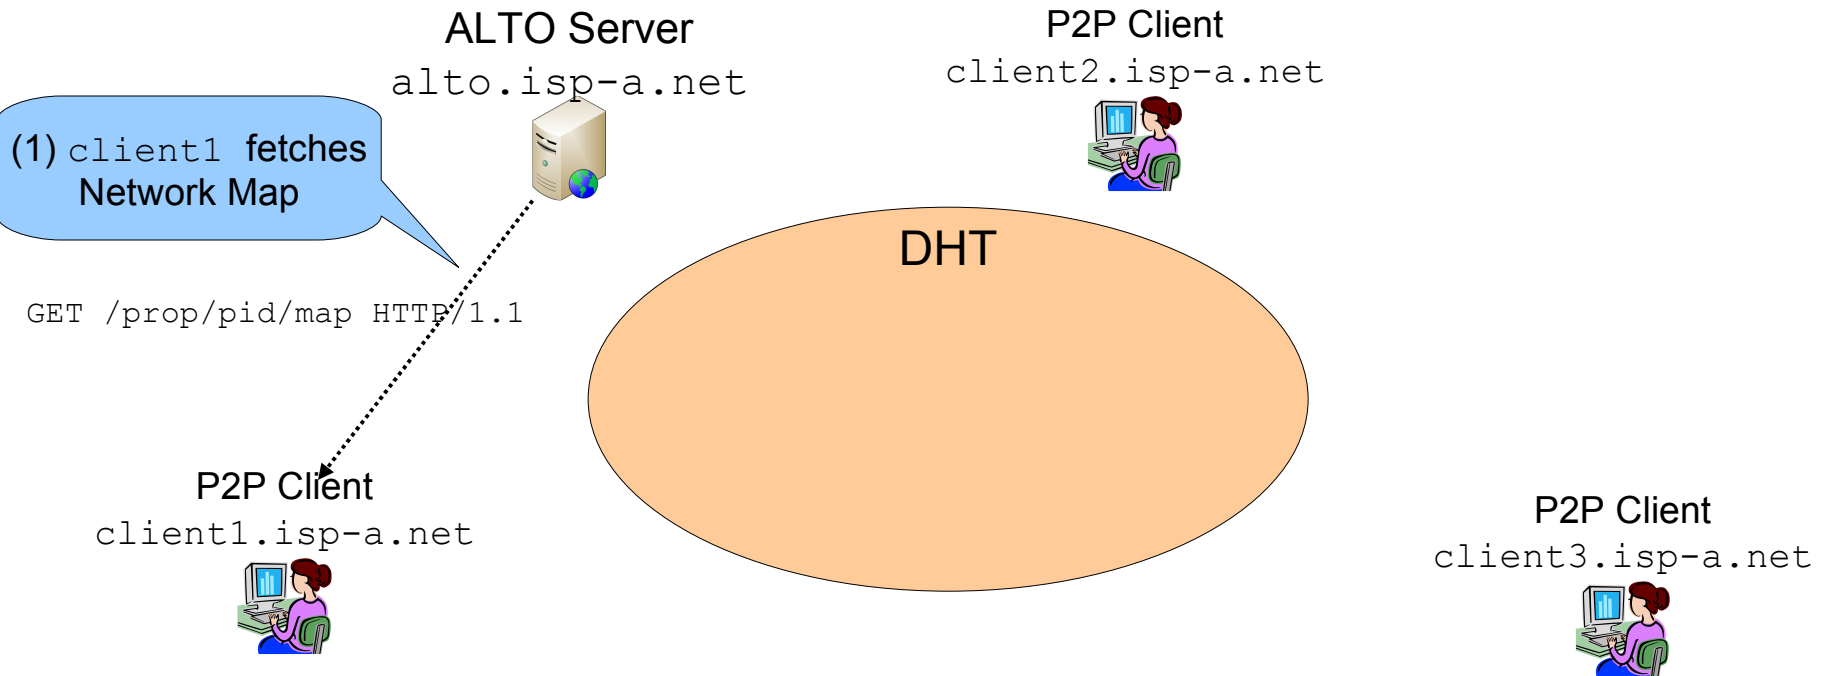 ALTO Server
alto.isp-a.net
P2P Client
client2.isp-a.net
(1) client1 fetches
Network Map
DHT
GET /prop/pid/map HTTP/1.1
P2P Client
client1.isp-a.net
P2P Client
client3.isp-a.net